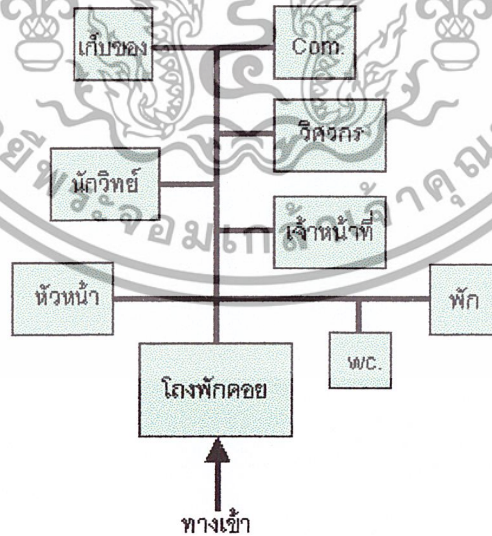 เก็บของ
Com.
วิศวกร
นักวิทย์
เจ้าหน้าที่
หัวหน้า
พัก
wc.
โถงพักคอย
ทางเข้า